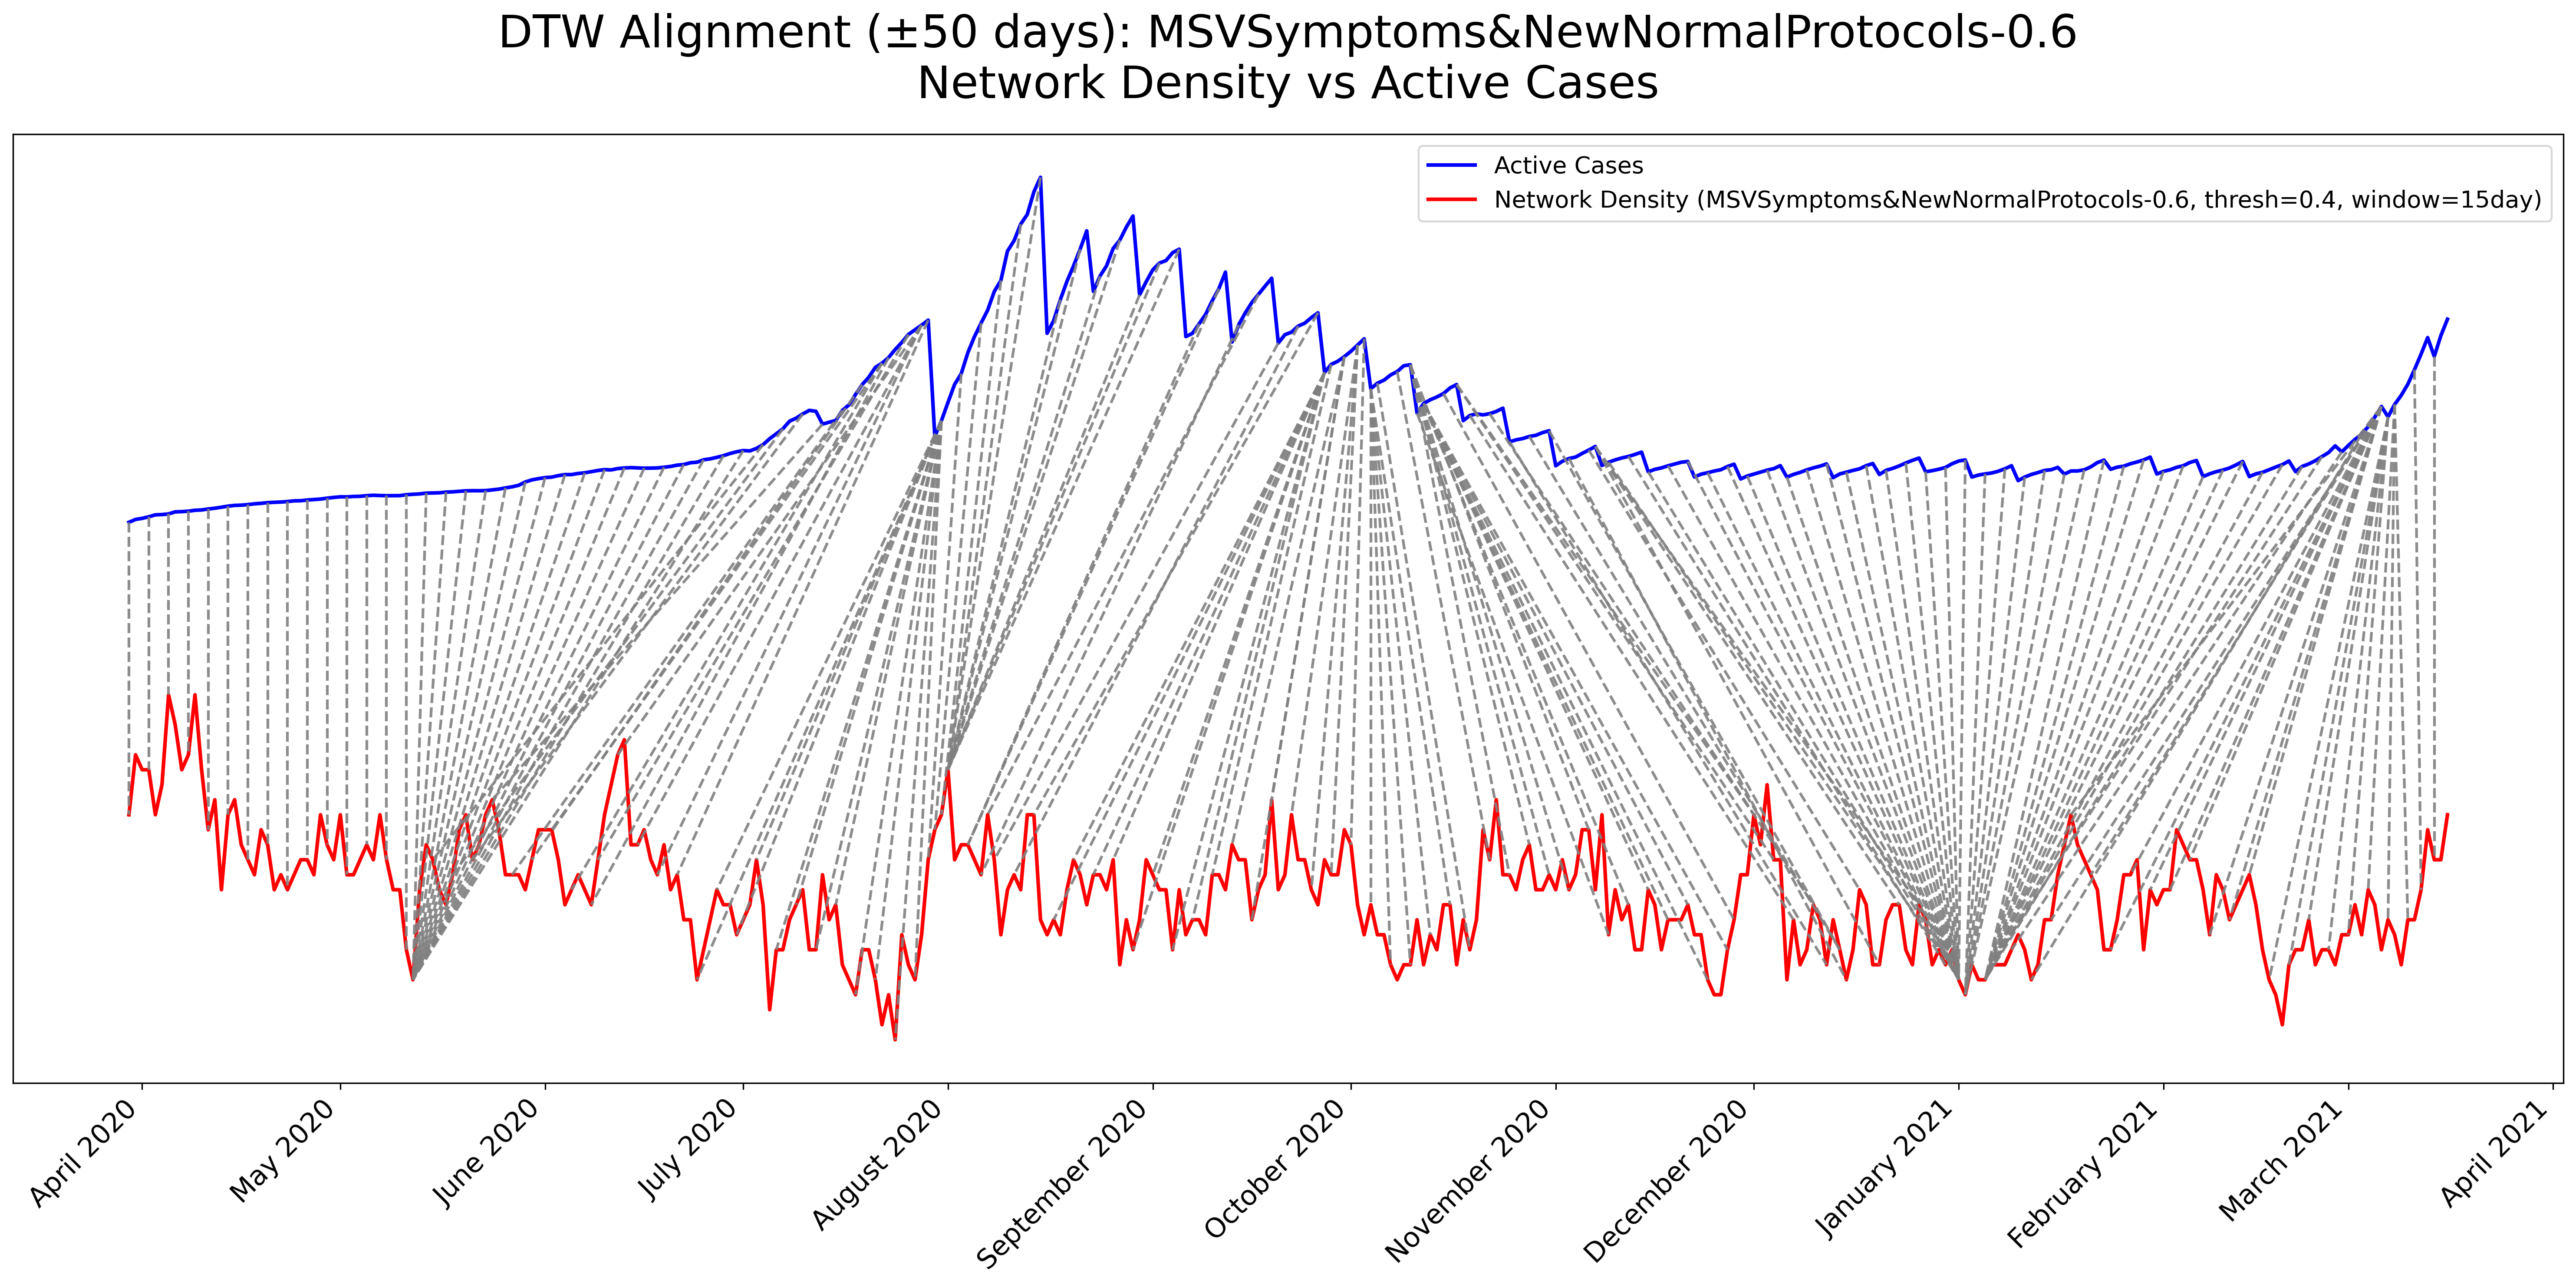 DTW Alignment (±50 days): MSVSymptoms&NewNormalProtocols-0.6
Network Density vs Active Cases
Active Cases
Network Density (MSVSymptoms&NewNormalProtocols-0.6, thresh=0.4, window=15day)
April 2020
May 2020
June 2020
July 2020
August 2020
September 2020
October 2020
November 2020
December 2020
January 2021
February 2021
March 2021
April 2021